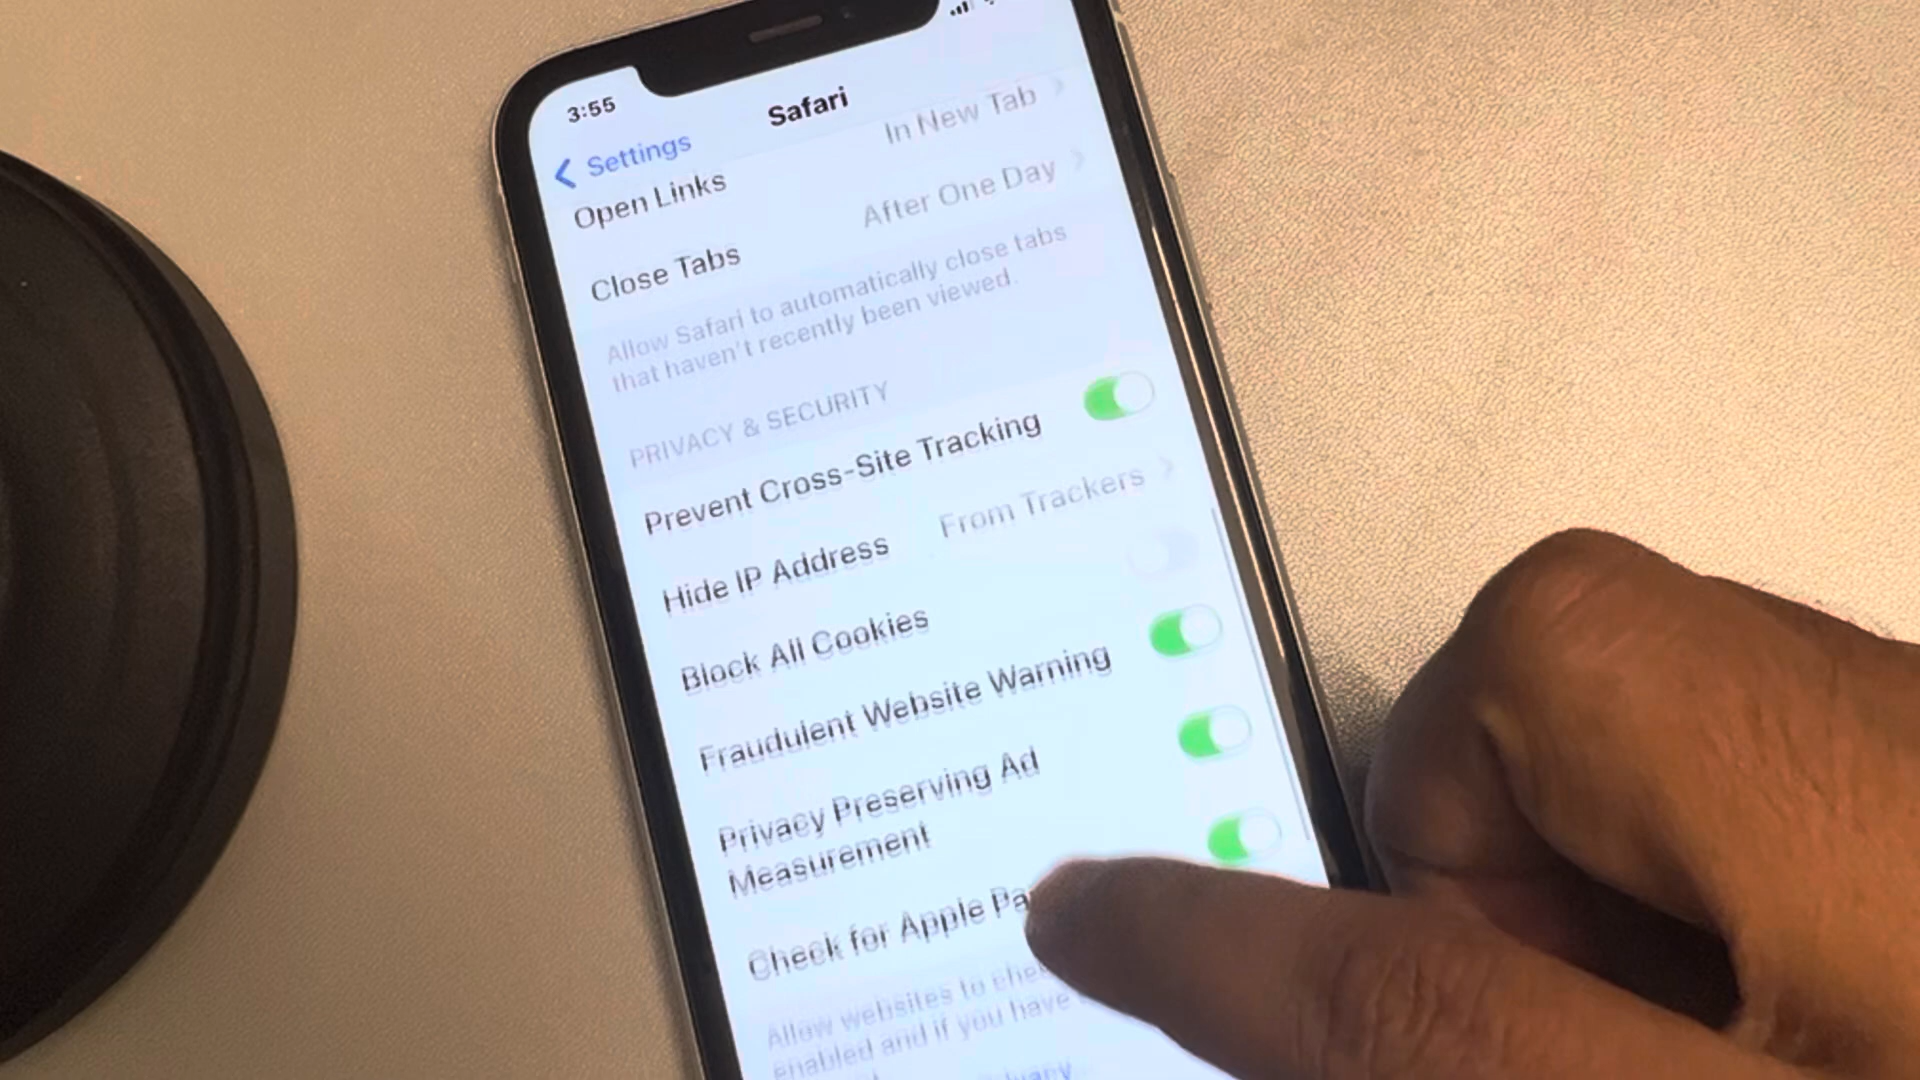 3:55
Safari
Settings
Open Links In New Tab
Close Tabs After One Day
Allow Safari to automatically close tabs
that haven't recently been viewed.
PRIVACY & SECURITY
Prevent Cross-Site Tracking
Hide IP Address From Trackers
Block All Cookies
Fraudulent Website Warning
Privacy Preserving Ad
Measurement
Check for Apple
Allow websites to
enabled and if you have